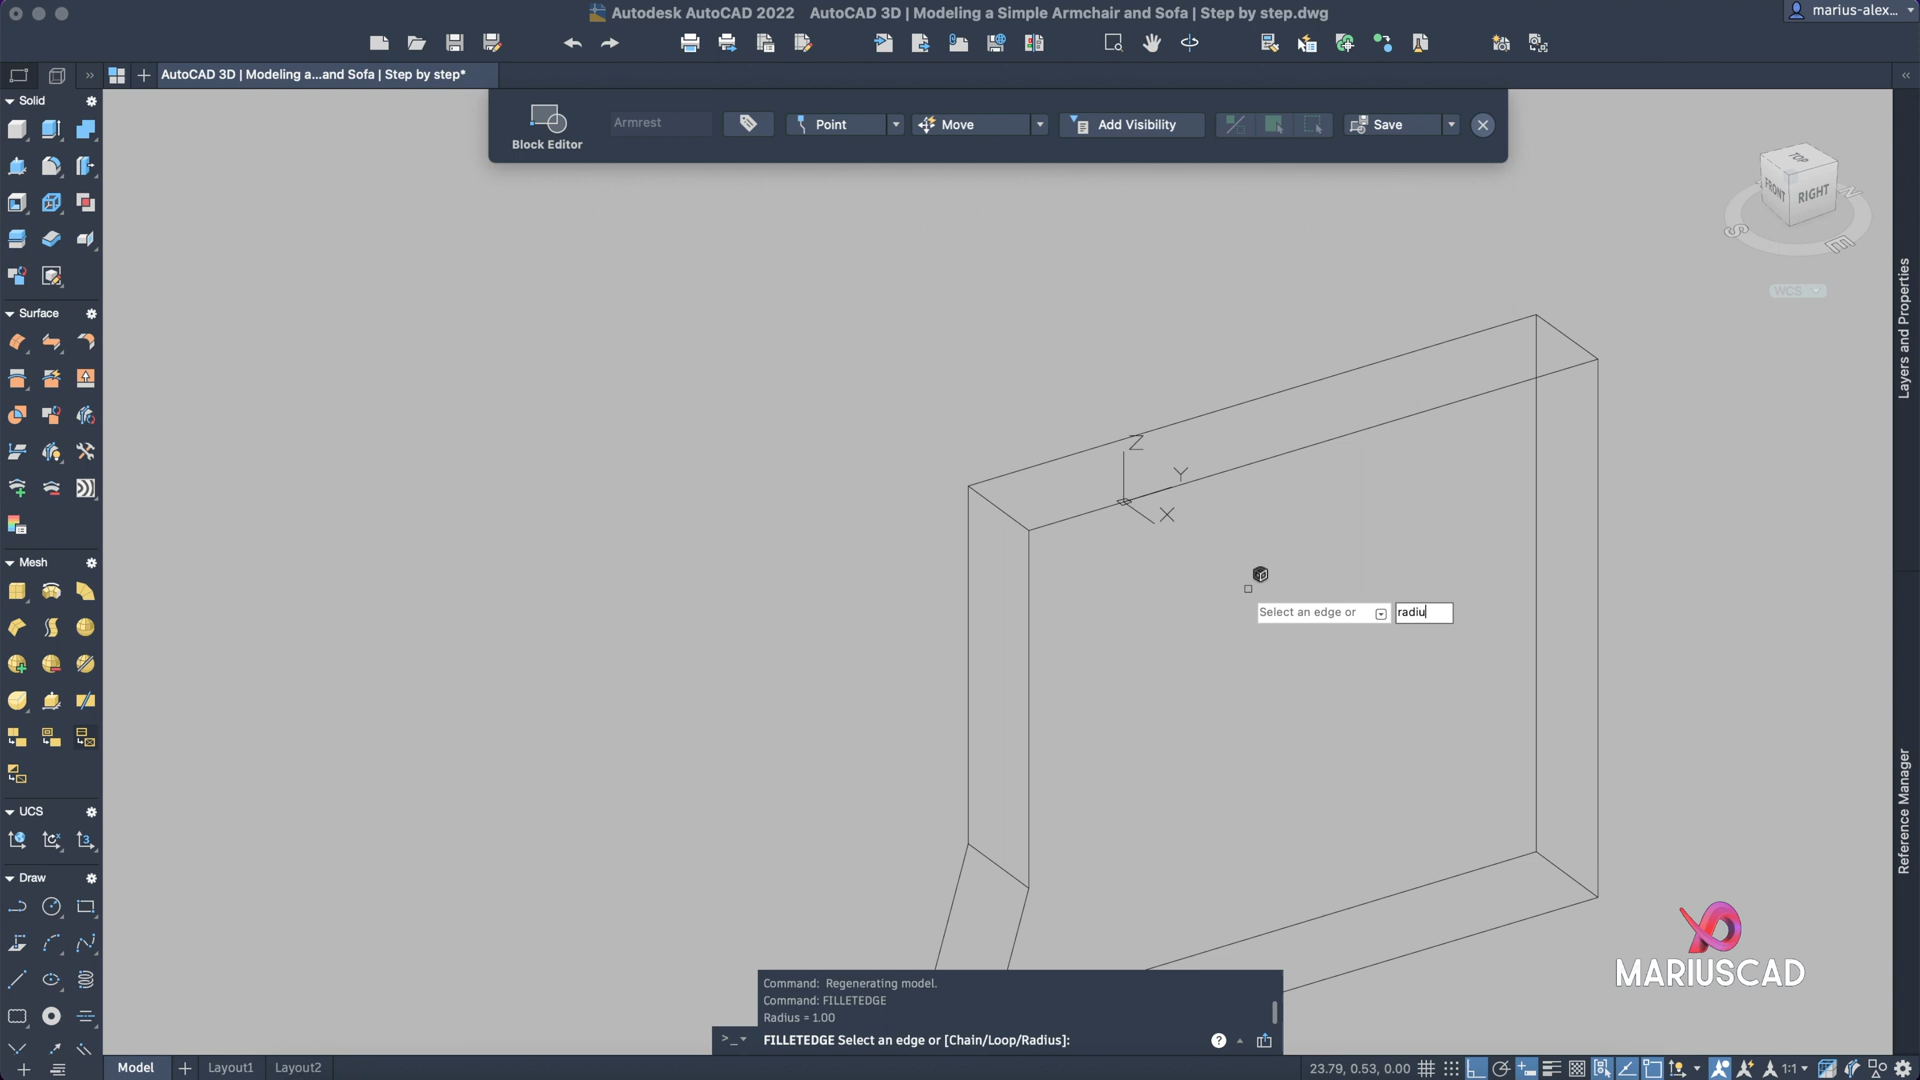 Autodesk AutoCAD 2022 AutoCAD 3D | Modeling a Simple Armchair and Sofa | Step by step.dwg
marius-alex...
AutoCAD 3D | Modeling a...and Sofa | Step by step*
Solid
Surface
Mesh
UCS
Draw
Block Editor
Armrest
Point
Move
Add Visibility
Save
TOP
FRONT
RIGHT
S
E
N
WCS
Layers and Properties
Reference Manager
Z
Y
X
Select an edge or
radiu
MARIUSCAD
Command: Regenerating model.
Command: FILLETEDGE
Radius = 1.00
>_ FILLETEDGE Select an edge or [Chain/Loop/Radius]:
Model
Layout1
Layout2
23.79, 0.53, 0.00
1:1